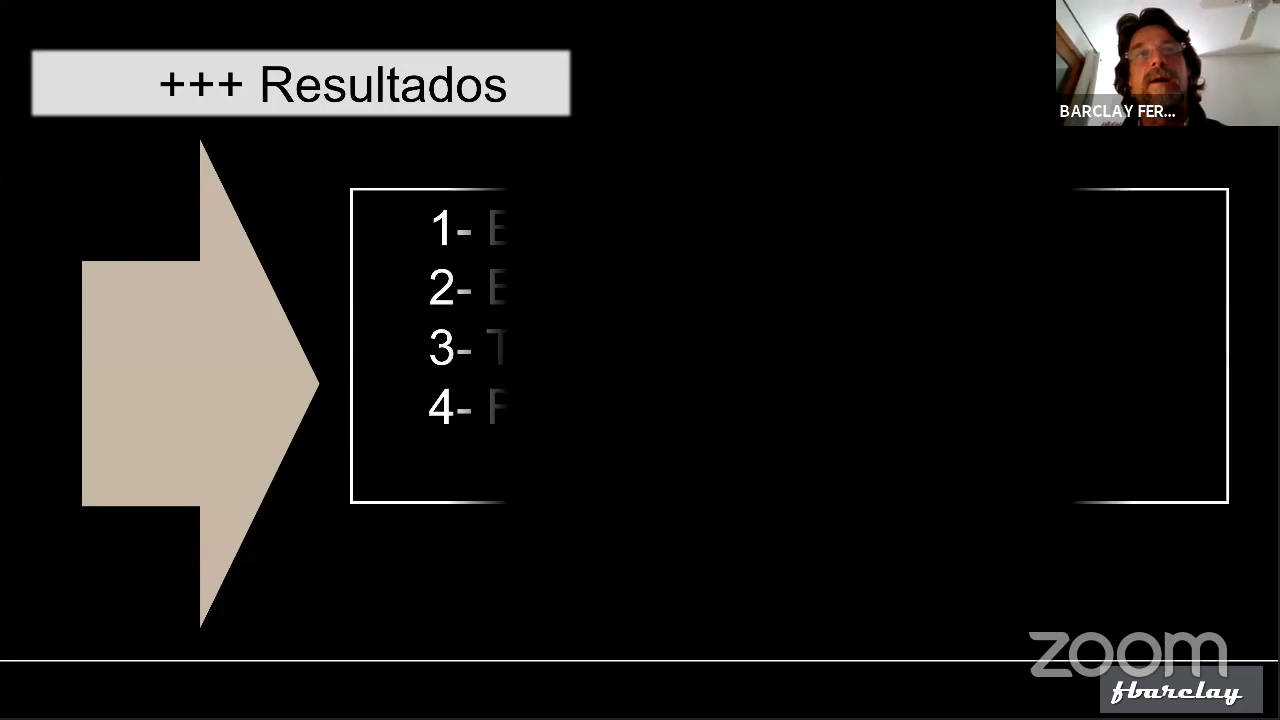 +++ Resultados
BARCLAY FER...
1- E
2- E
3- T
4- F
zoom
fbarclay